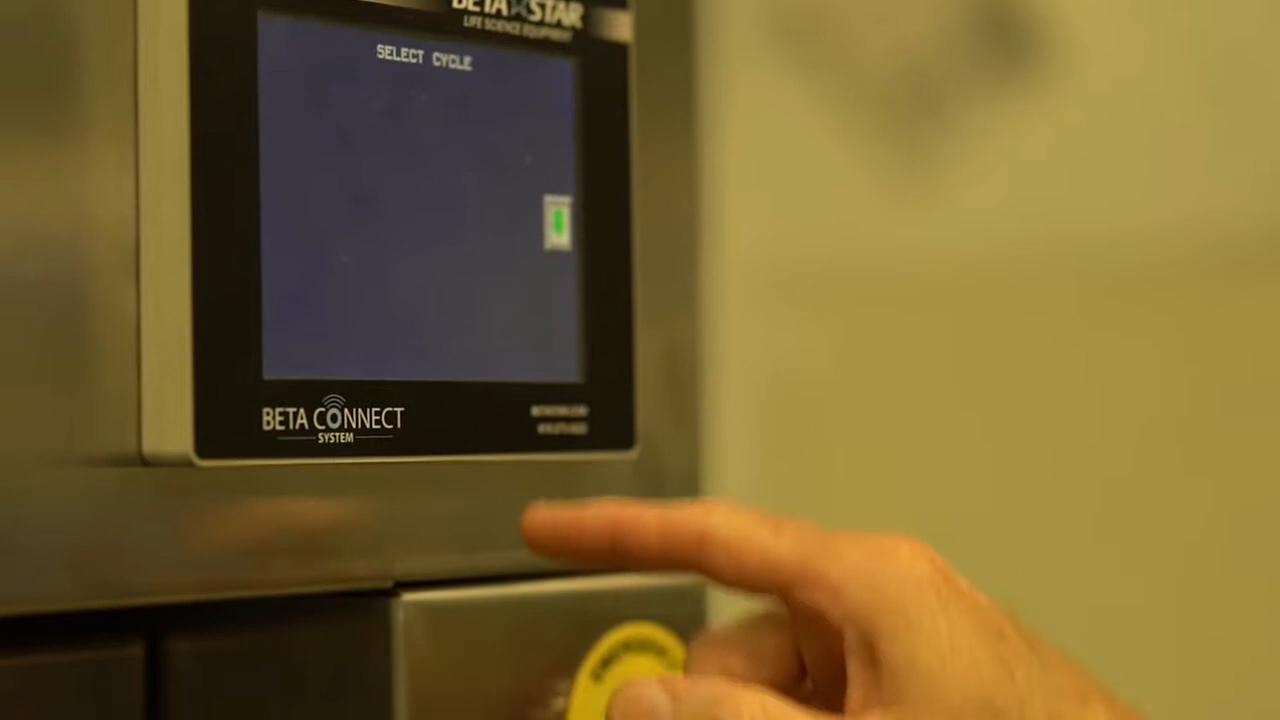 BETA STAR
LIFE SCIENCE EQUIPMENT
SELECT CYCLE
BETA CONNECT
SYSTEM